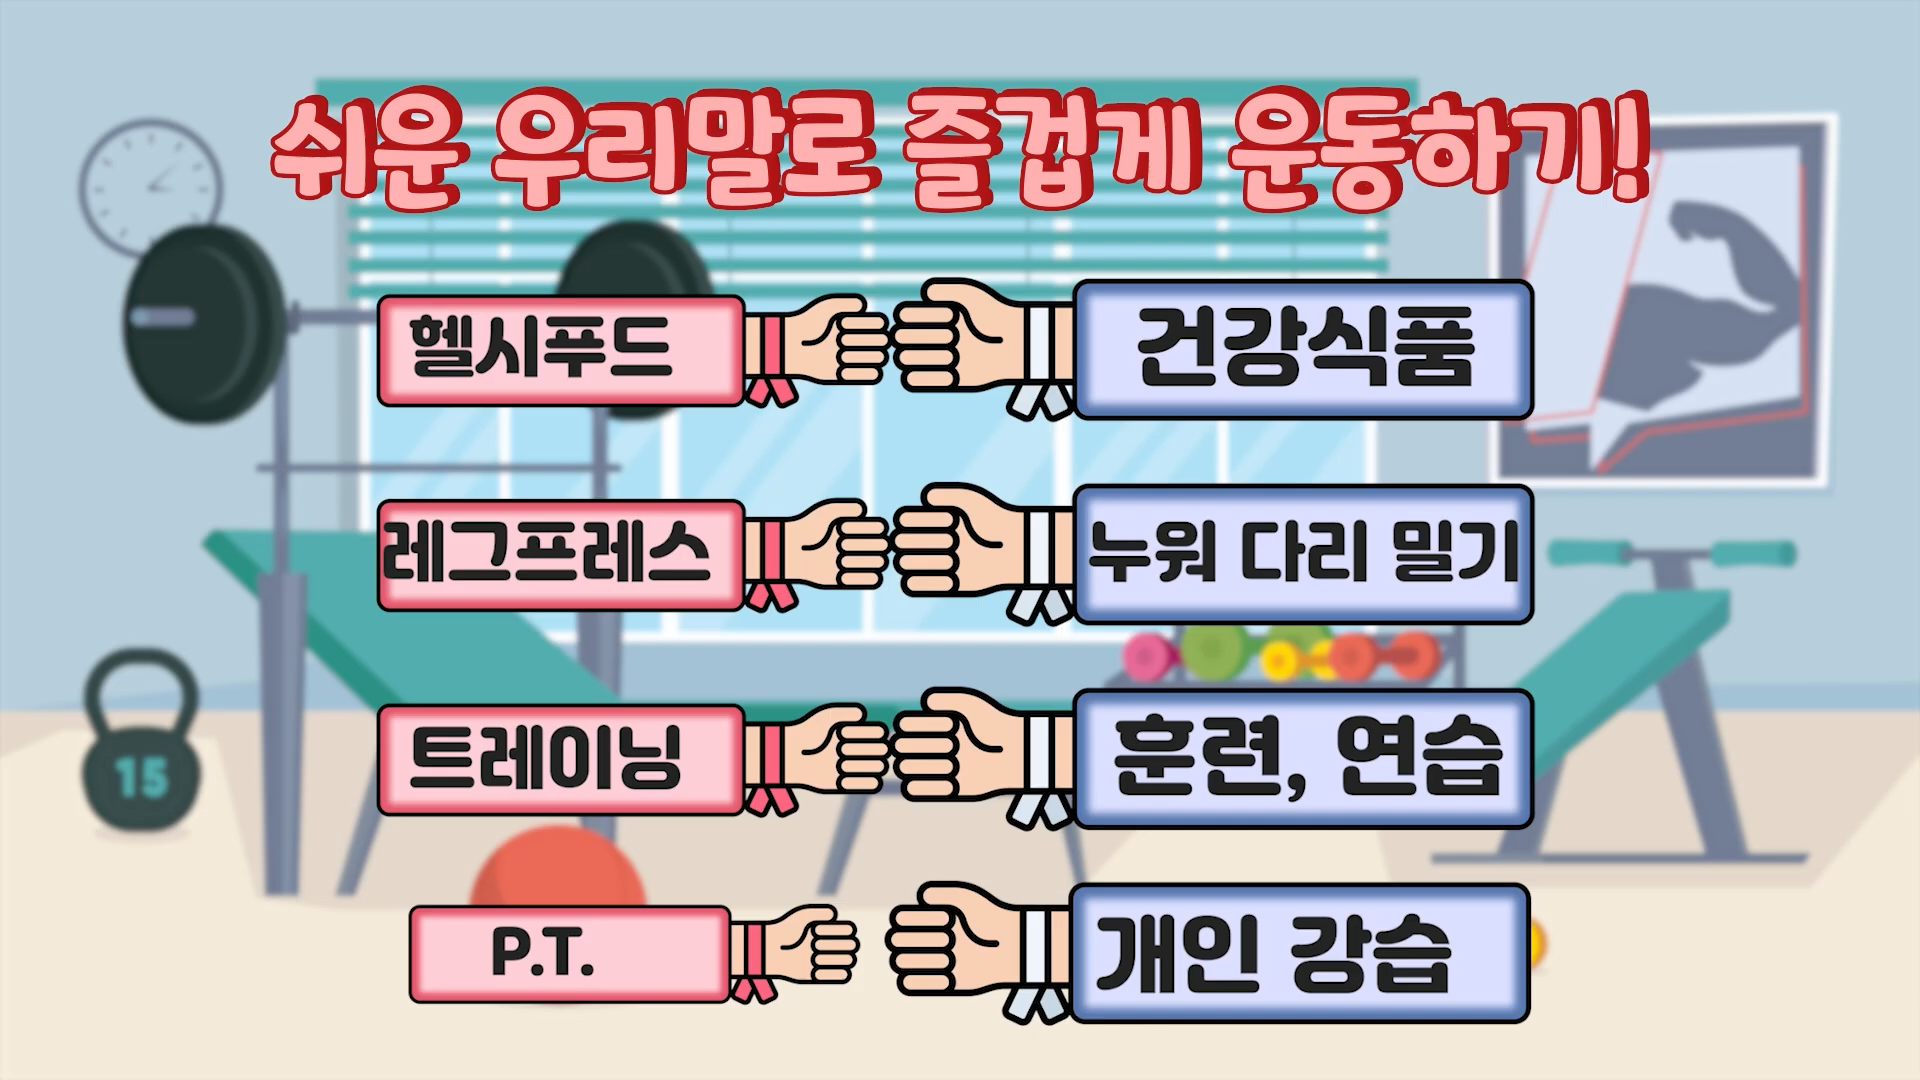 쉬운 우리말로 즐겁게 운동하기!
헬시푸드
건강식품
레그프레스
누워 다리 밀기
트레이닝
훈련, 연습
P.T.
개인 강습
15